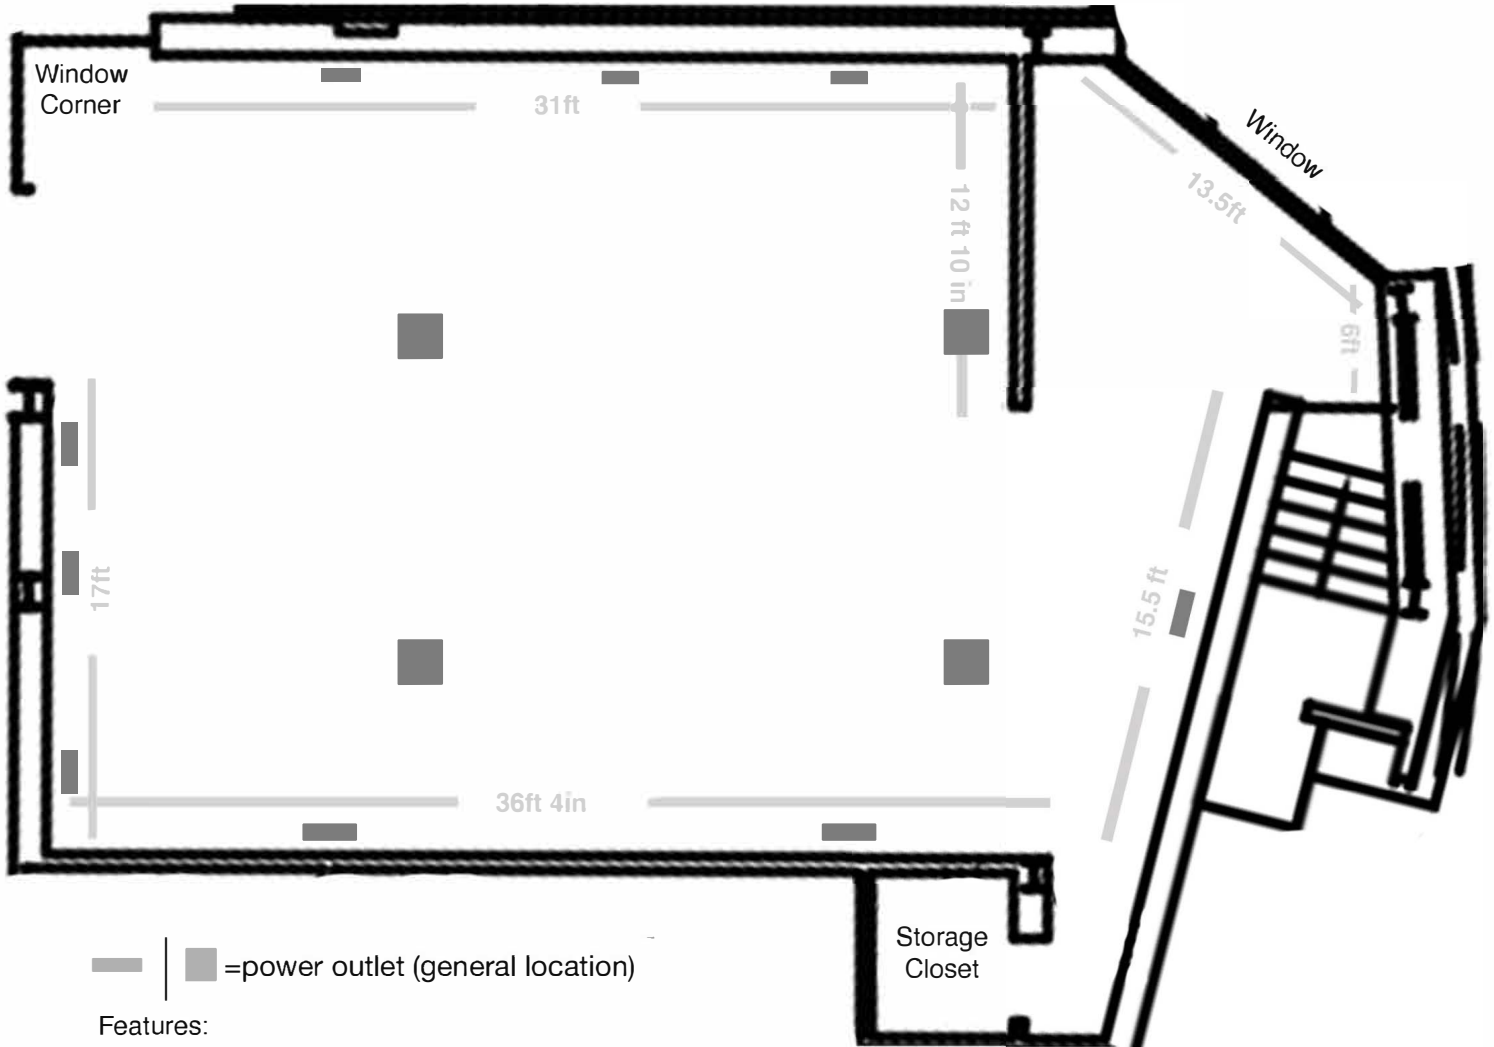 Window
Corner
31ft
12 ft 10 in
Window
13.5ft
6ft
17ft
15.5 ft
36ft 4in
Storage
Closet
=power outlet (general location)
Features: